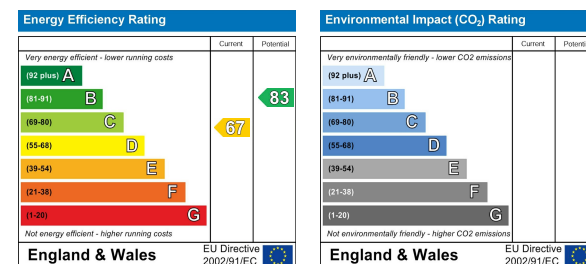 Energy Efficiency Rating
Current Potential
Very energy efficient - lower running costs
(92 plus) A
(81-91) B
83
(69-80) C
67
(55-68) D
(39-54) E
(21-38) F
(1-20) G
Not energy efficient - higher running costs
England & Wales
EU Directive
2002/91/EC
Environmental Impact (CO₂) Rating
Current Potenti
Very environmentally friendly - lower CO2 emissions
(92 plus) A
(81-91) B
(69-80) C
(55-68) D
(39-54) E
(21-38) F
(1-20) G
Not environmentally friendly - higher CO2 emissions
England & Wales
EU Directive
2002/91/EC